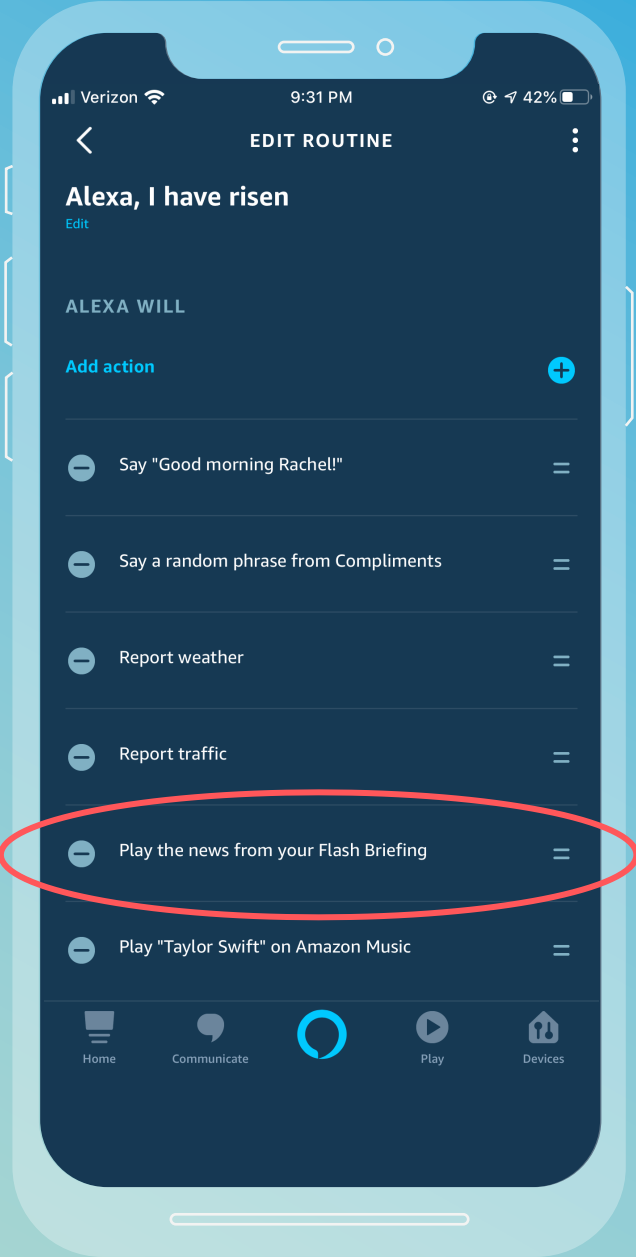 Verizon 9:31 PM 42%
EDIT ROUTINE
Alexa, I have risen
Edit
ALEXA WILL
Add action
Say "Good morning Rachel!"
Say a random phrase from Compliments
Report weather
Report traffic
Play the news from your Flash Briefing
Play "Taylor Swift" on Amazon Music
Home Communicate Play Devices